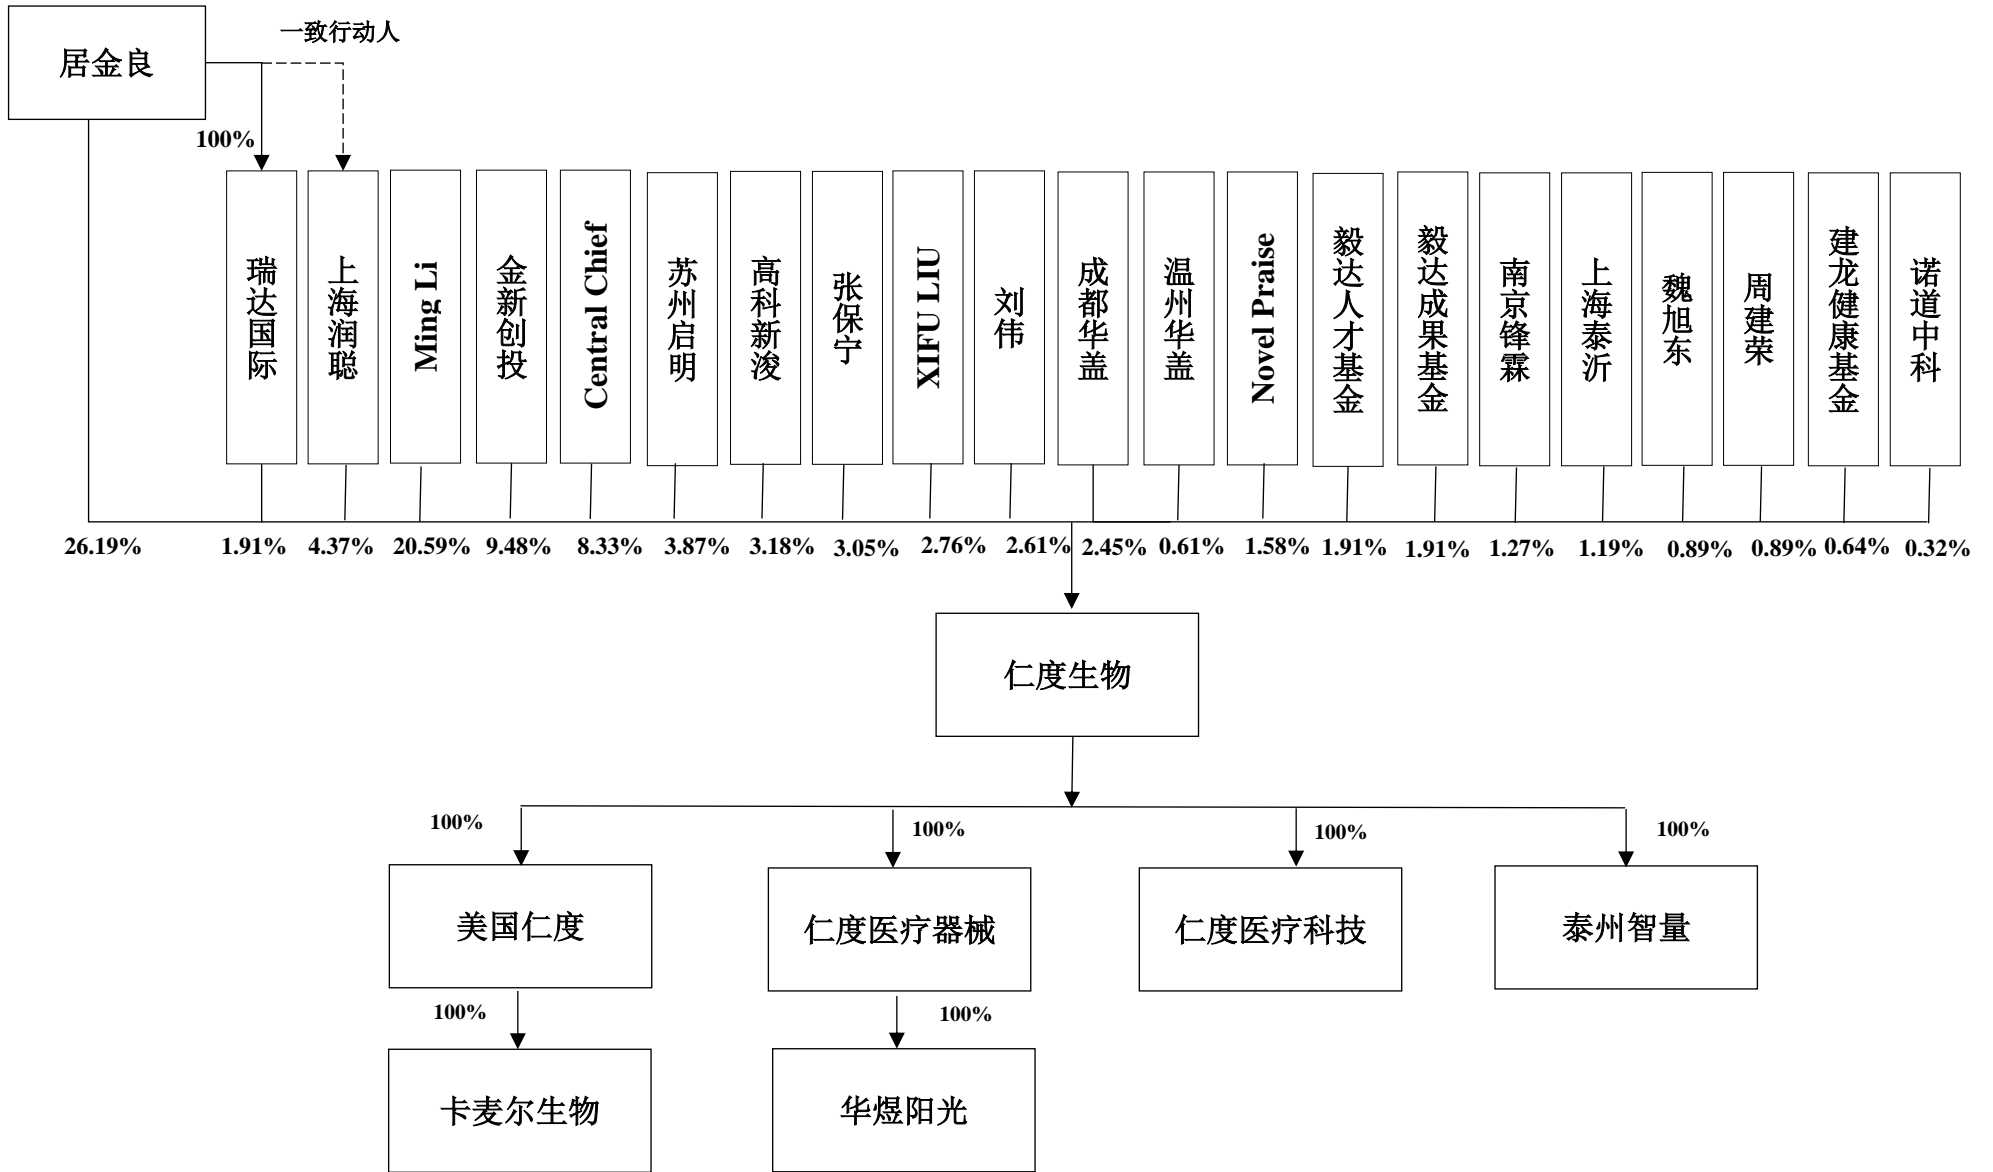 一致行动人
居金良
100%
瑞达国际
上海润聪
Ming Li
金新创投
Central Chief
苏州启明
高科新浚
张保宁
XIFU LIU
刘伟
成都华盖
温州华盖
Novel Praise
毅达人才基金
毅达成果基金
南京锋霖
上海泰沂
魏旭东
周建荣
建龙健康基金
诺道中科
26.19%
1.91%
4.37%
20.59%
9.48%
8.33%
3.87%
3.18%
3.05%
2.76%
2.61%
2.45%
0.61%
1.58%
1.91%
1.91%
1.27%
1.19%
0.89%
0.89%
0.64%
0.32%
仁度生物
100%
100%
100%
100%
美国仁度
仁度医疗器械
仁度医疗科技
泰州智量
100%
100%
卡麦尔生物
华煜阳光